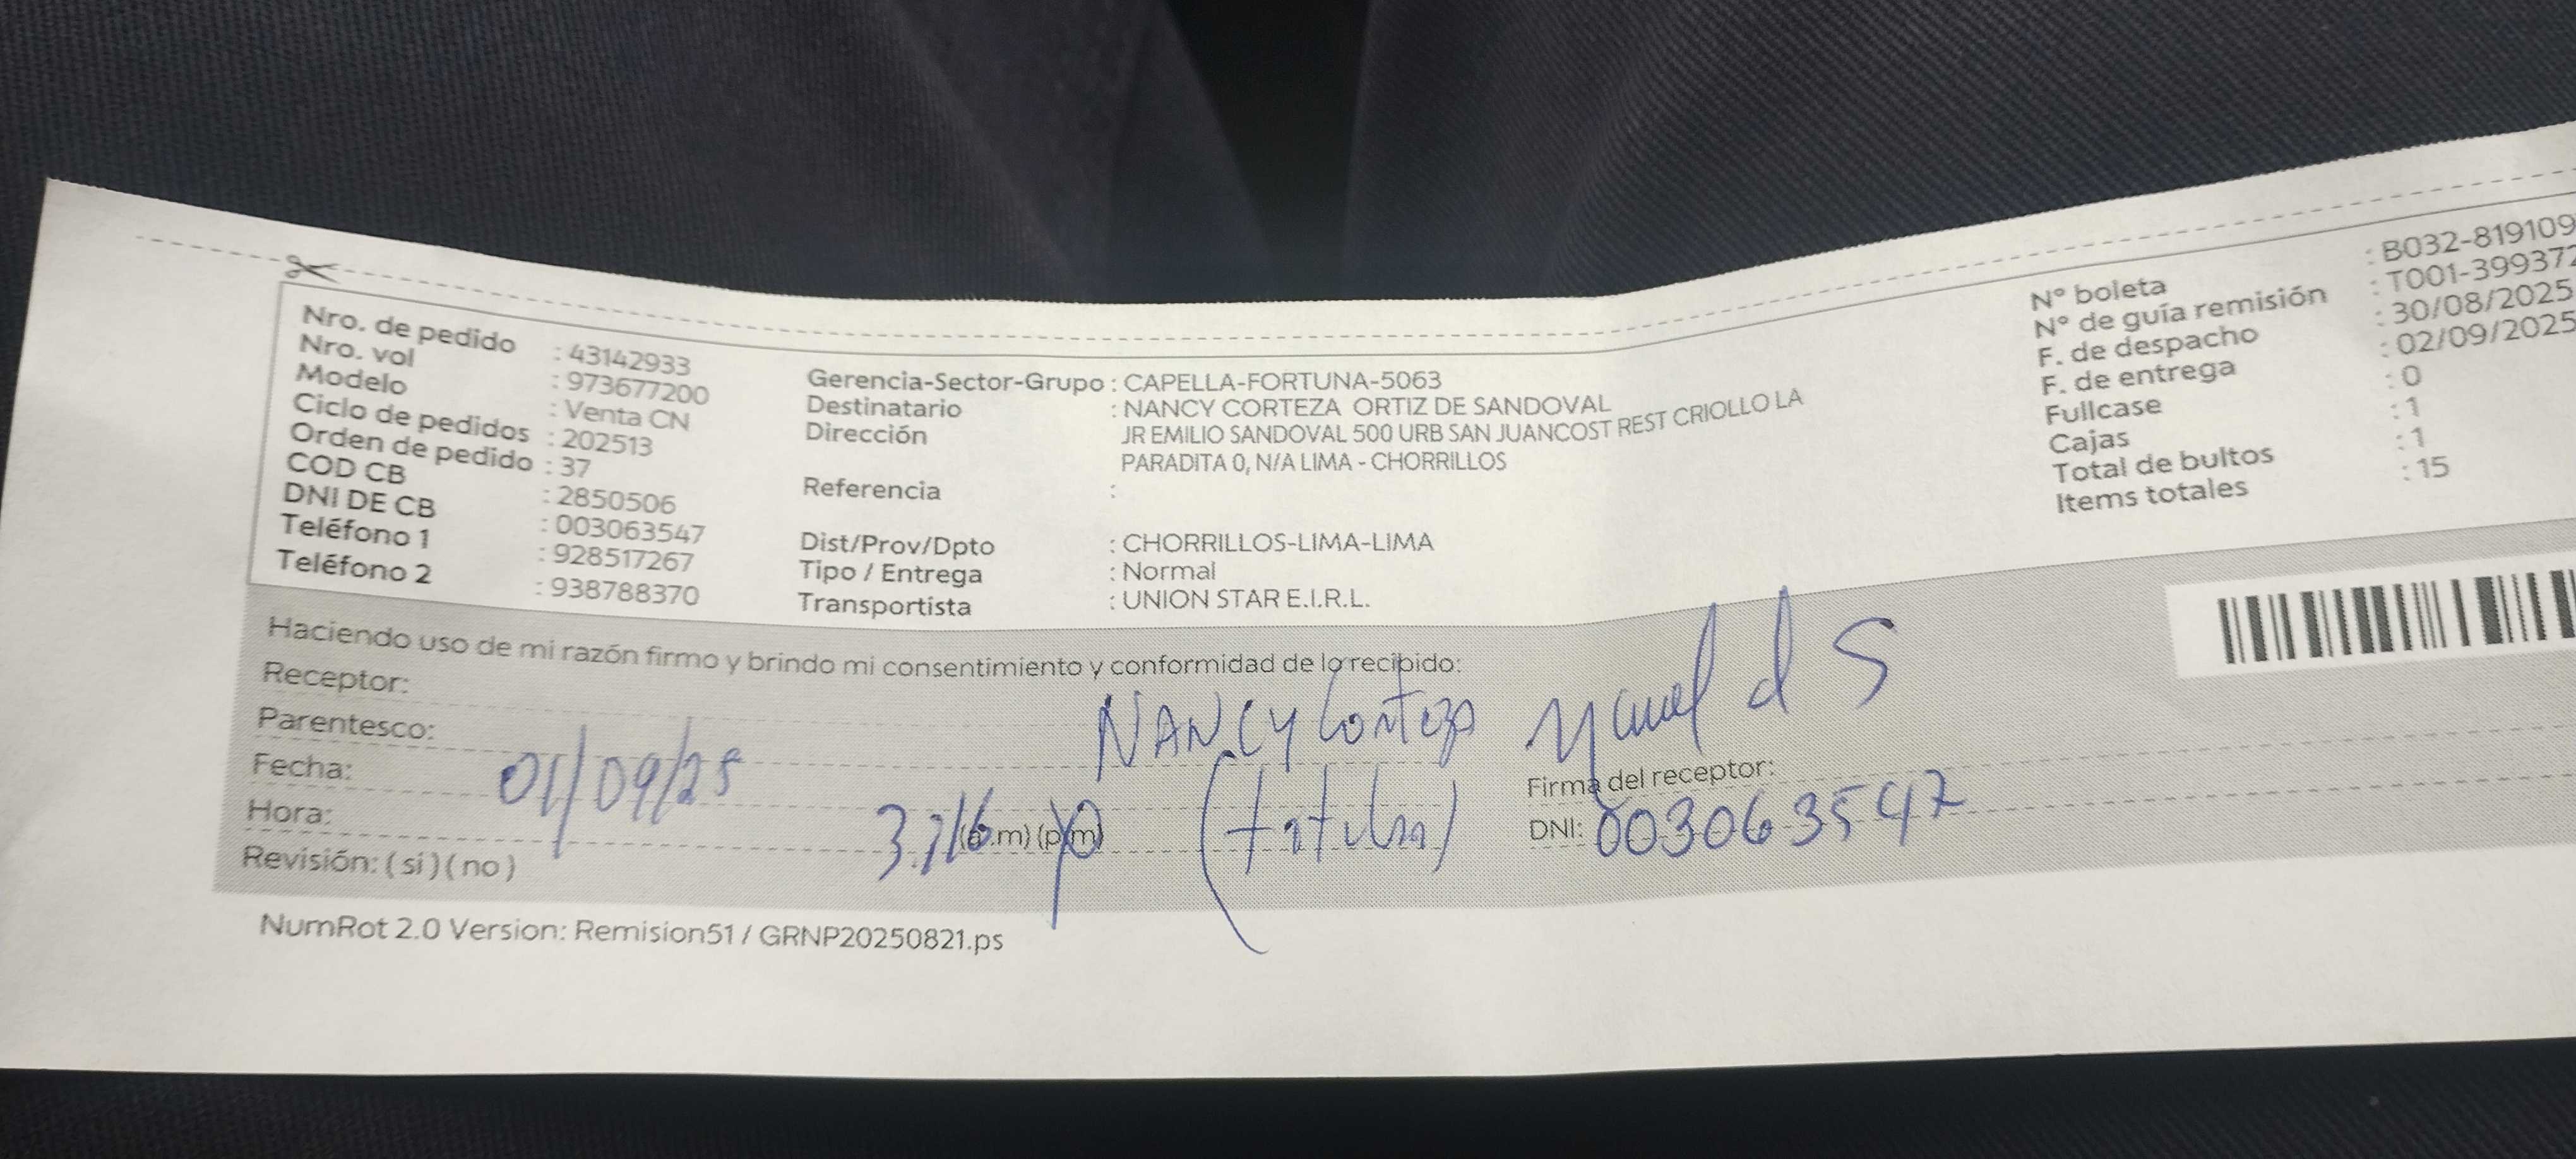 Nro. de pedido : 43142933
Nro. vol : 973677200
Modelo : Venta CN
Ciclo de pedidos : 202513
Orden de pedido : 37
COD CB : 2850506
DNI DE CB : 003063547
Teléfono 1 : 928517267
Teléfono 2 : 938788370
Gerencia-Sector-Grupo : CAPELLA-FORTUNA-5063
Destinatario : NANCY CORTEZA ORTIZ DE SANDOVAL
Dirección JR EMILIO SANDOVAL 500 URB SAN JUANCOST REST CRIOLLO LA
PARADITA 0, N/A LIMA - CHORRILLOS
Referencia :
Dist/Prov/Dpto : CHORRILLOS-LIMA-LIMA
Tipo / Entrega : Normal
Transportista : UNION STAR E.I.R.L.
N° boleta : B032-819109
N° de guía remisión : T001-399372
F. de despacho : 30/08/2025
F. de entrega : 02/09/2025
Fullcase : 0
Cajas : 1
Total de bultos : 1
Items totales : 15
Haciendo uso de mi razón firmo y brindo mi consentimiento y conformidad de lo recibido:
Receptor: NANCY Corteza
Parentesco:
Fecha: 01/09/25
Hora: (a.m) (p.m)
Revisión: ( si ) ( no )
Firma del receptor:
DNI: 003063547
NumRot 2.0 Version: Remision51 / GRNP20250821.ps